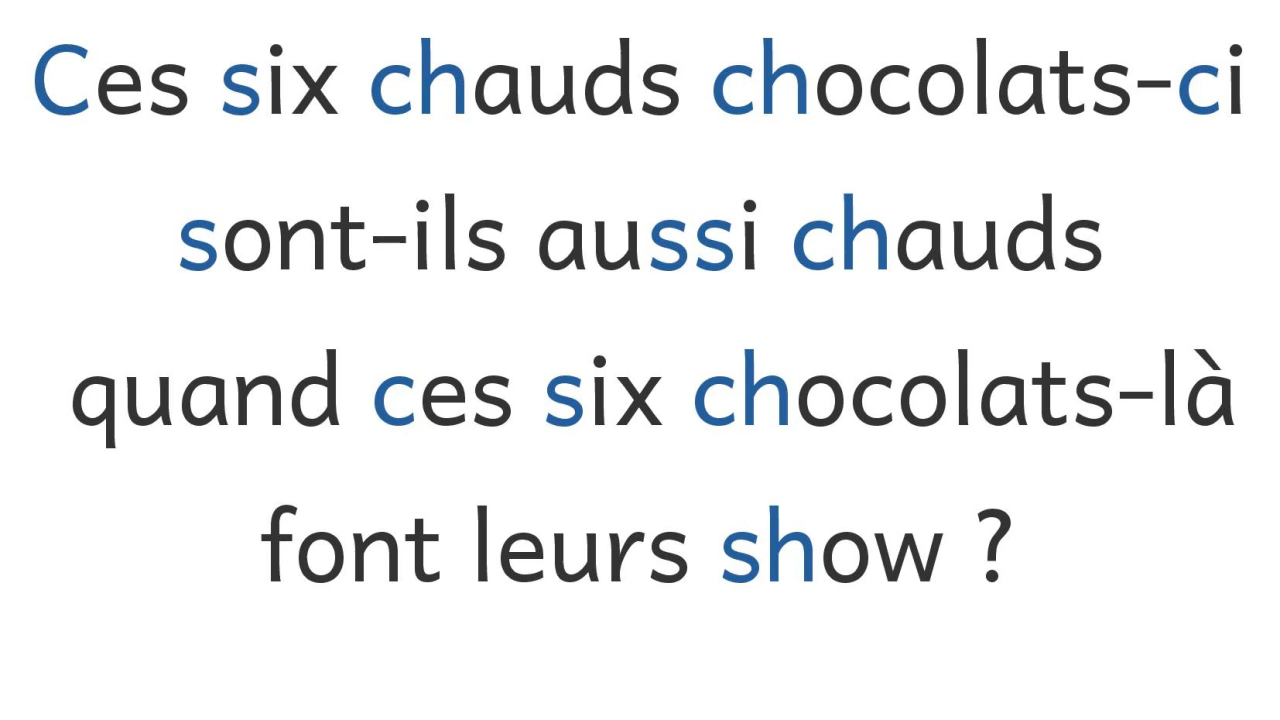 Ces six chauds chocolats-ci
sont-ils aussi chauds
quand ces six chocolats-là
font leurs show ?